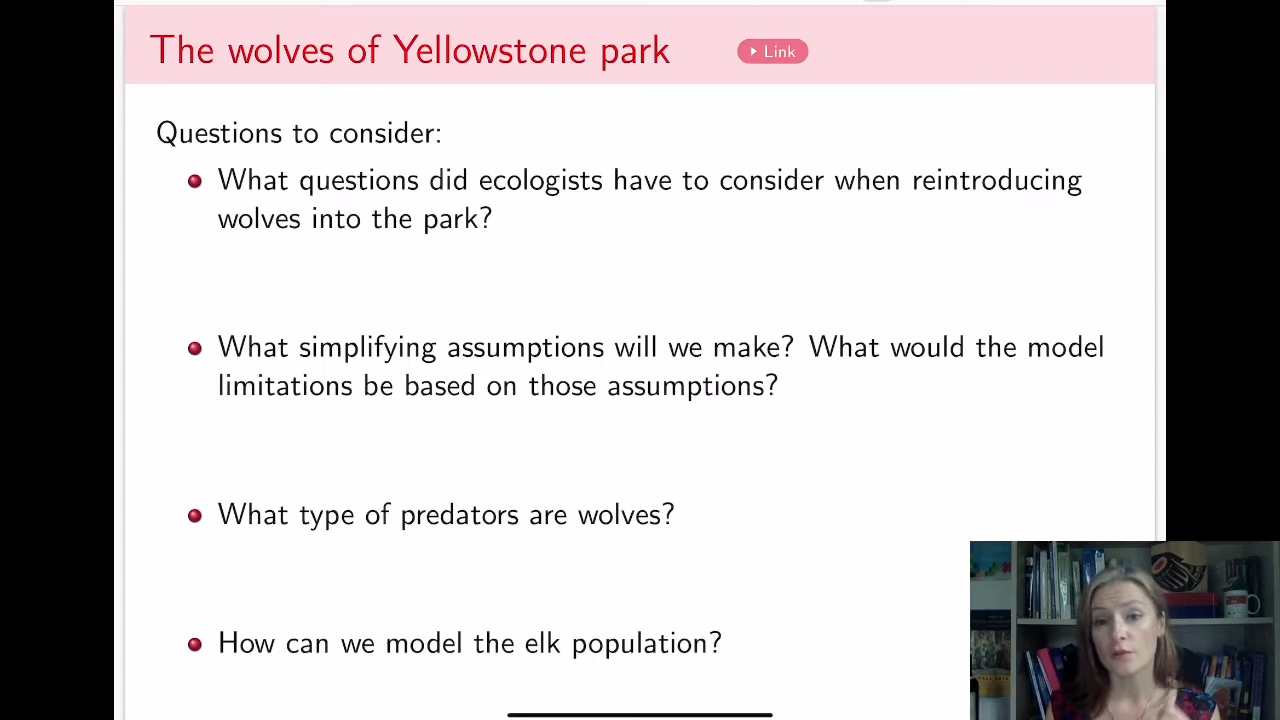 The wolves of Yellowstone park
Link
Questions to consider:
What questions did ecologists have to consider when reintroducing
wolves into the park?
What simplifying assumptions will we make? What would the model
limitations be based on those assumptions?
What type of predators are wolves?
How can we model the elk population?